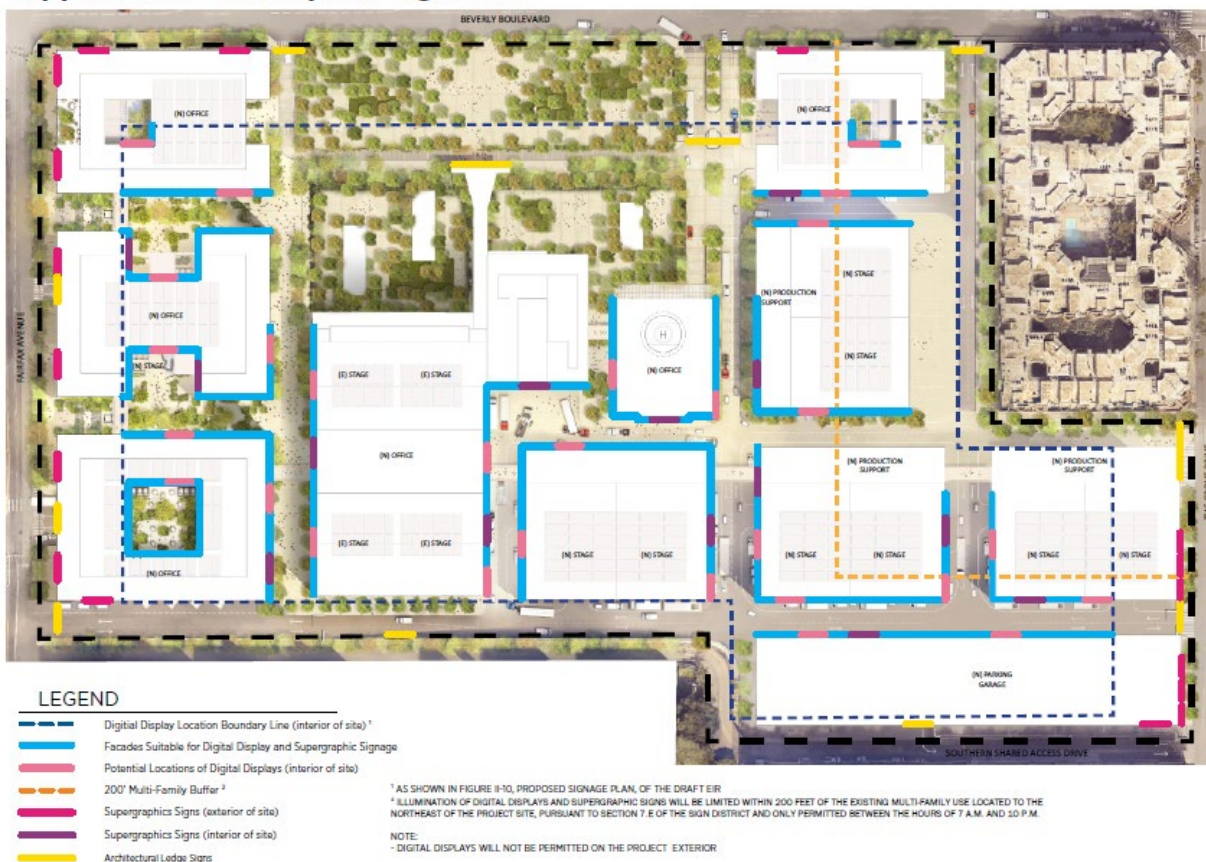 BEVERLY BOULEVARD
(N) OFFICE
(N) OFFICE
FAIRFAX AVENUE
(N) OFFICE
(N) STAGE
(N) STAGE
(N) PRODUCTION
SUPPORT
(N) STAGE
H
(N) OFFICE
(E) STAGE
(E) STAGE
(N) OFFICE
(E) STAGE
(E) STAGE
(N) OFFICE
(N) STAGE
(N) STAGE
(N) PRODUCTION
SUPPORT
(N) STAGE
(N) STAGE
(N) PRODUCTION
SUPPORT
(N) STAGE
(N) STAGE
(N) PARKING
GARAGE
SOUTHERN SHARED ACCESS DRIVE
LEGEND
Digitial Display Location Boundary Line (interior of site) ¹
Facades Suitable for Digital Display and Supergraphic Signage
Potential Locations of Digital Displays (interior of site)
200' Multi-Family Buffer ²
Supergraphics Signs (exterior of site)
Supergraphics Signs (interior of site)
Architectural Ledge Signs
¹ AS SHOWN IN FIGURE II-10, PROPOSED SIGNAGE PLAN, OF THE DRAFT EIR
² ILLUMINATION OF DIGITAL DISPLAYS AND SUPERGRAPHIC SIGNS WILL BE LIMITED WITHIN 200 FEET OF THE EXISTING MULTI-FAMILY USE LOCATED TO THE
NORTHEAST OF THE PROJECT SITE, PURSUANT TO SECTION 7.E OF THE SIGN DISTRICT AND ONLY PERMITTED BETWEEN THE HOURS OF 7 A.M. AND 10 P.M.
NOTE:
- DIGITAL DISPLAYS WILL NOT BE PERMITTED ON THE PROJECT EXTERIOR